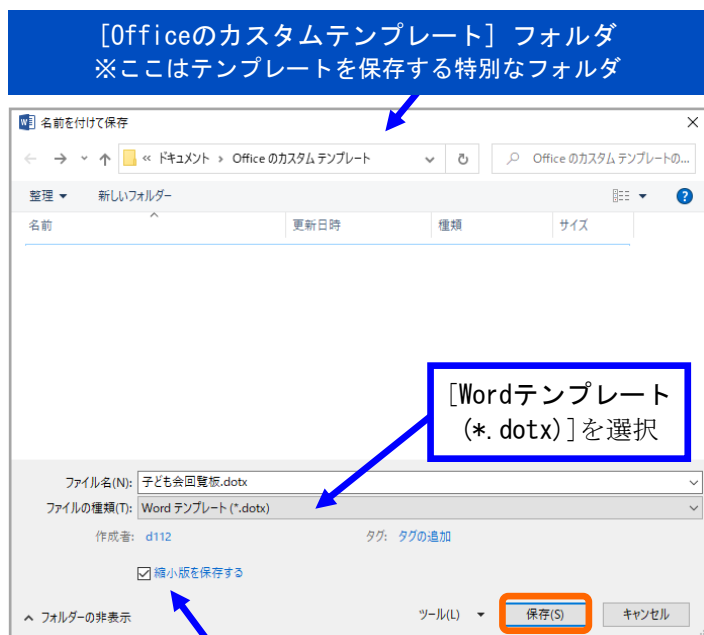 [Officeのカスタムテンプレート] フォルダ
※ここはテンプレートを保存する特別なフォルダ
名前を付けて保存
« ドキュメント › Office のカスタム テンプレート
Office のカスタム テンプレートの...
整理 新しいフォルダー
名前 更新日時 種類 サイズ
[Wordテンプレート
(*.dotx)]を選択
ファイル名(N): 子ども会回覧板.dotx
ファイルの種類(T): Word テンプレート (*.dotx)
作成者: d112 タグ: タグの追加
縮小版を保存する
フォルダーの非表示 ツール(L) 保存(S) キャンセル